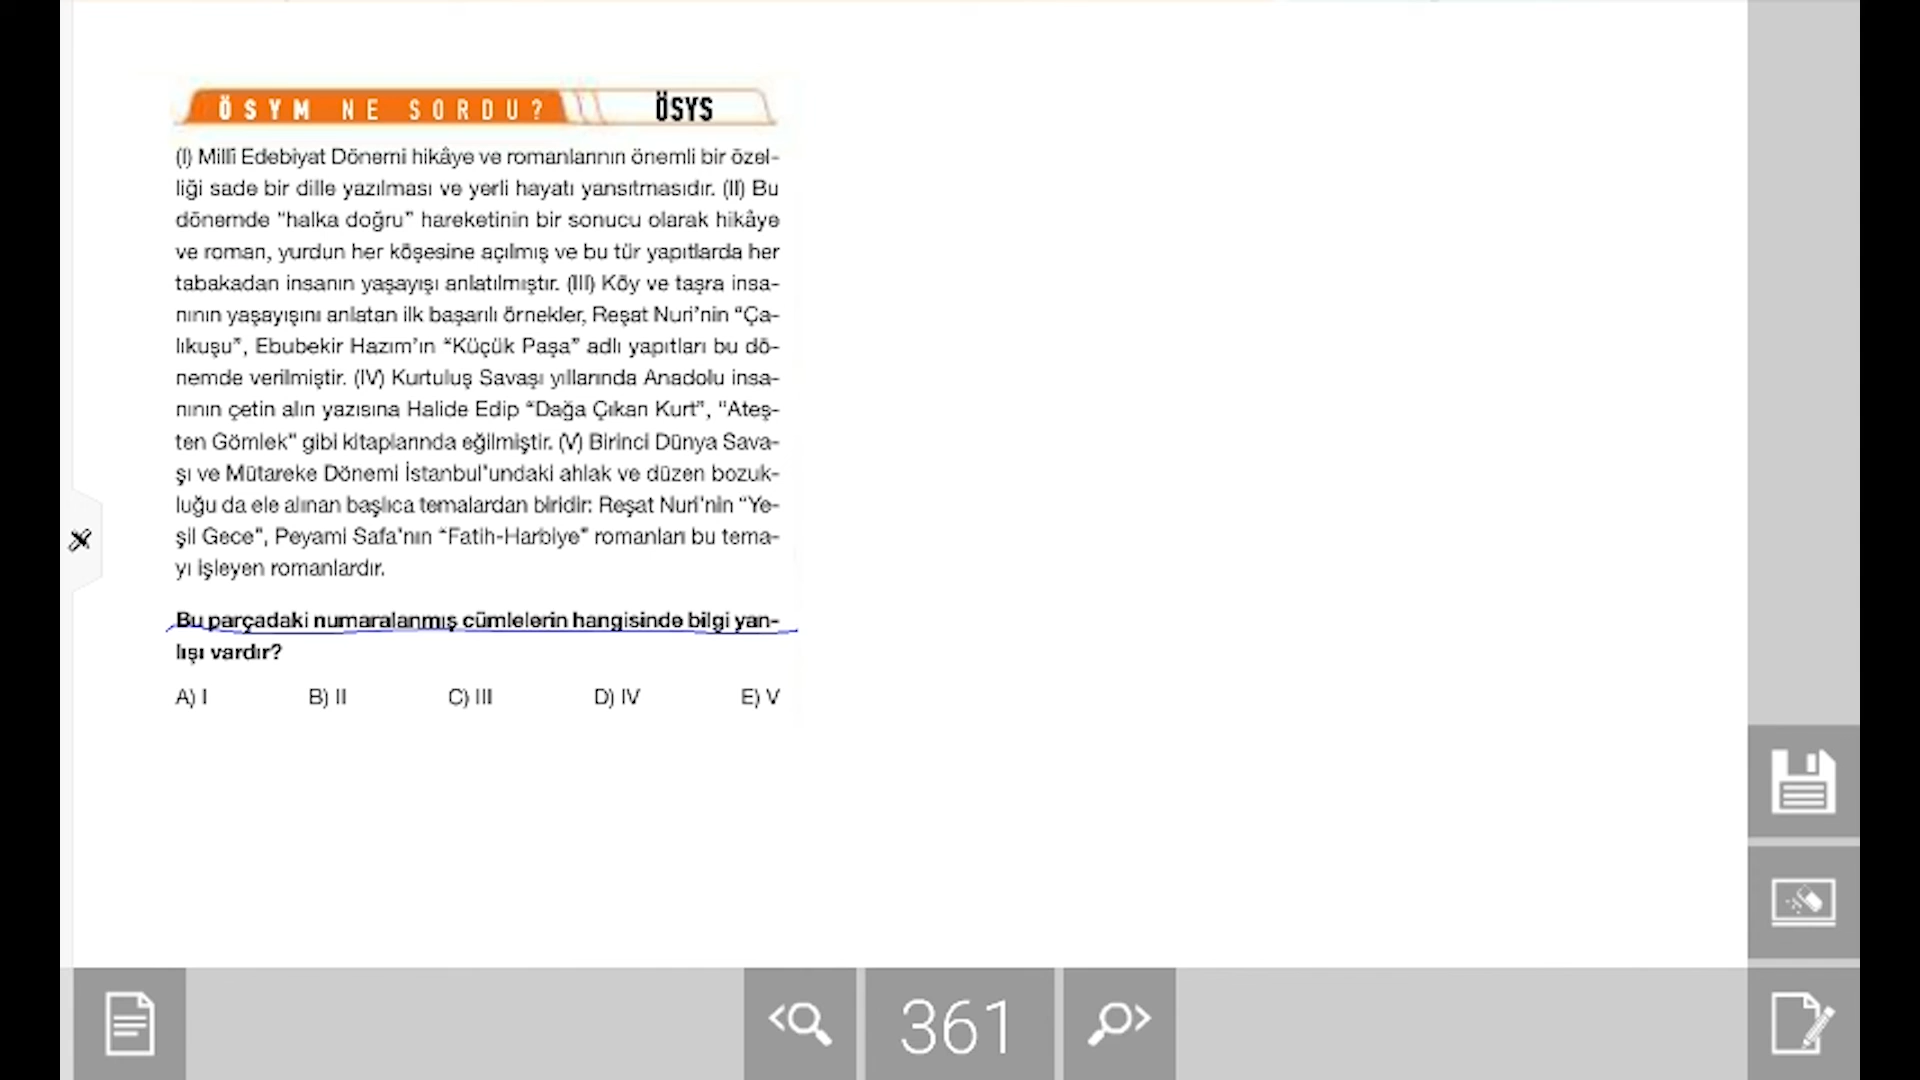 ÖSYM NE SORDU? ÖSYS
(I) Millî Edebiyat Dönemi hikâye ve romanlarının önemli bir özel-
liği sade bir dille yazılması ve yerli hayatı yansıtmasıdır. (II) Bu
dönemde “halka doğru” hareketinin bir sonucu olarak hikâye
ve roman, yurdun her köşesine açılmış ve bu tür yapıtlarda her
tabakadan insanın yaşayışı anlatılmıştır. (III) Köy ve taşra insa-
nının yaşayışını anlatan ilk başarılı örnekler, Reşat Nuri’nin “Ça-
lıkuşu”, Ebubekir Hazım’ın “Küçük Paşa” adlı yapıtları bu dö-
nemde verilmiştir. (IV) Kurtuluş Savaşı yıllarında Anadolu insa-
nının çetin alın yazısına Halide Edip “Dağa Çıkan Kurt”, “Ateş-
ten Gömlek” gibi kitaplarında eğilmiştir. (V) Birinci Dünya Sava-
şı ve Mütareke Dönemi İstanbul’undaki ahlak ve düzen bozuk-
luğu da ele alınan başlıca temalardan biridir: Reşat Nuri’nin “Ye-
şil Gece”, Peyami Safa’nın “Fatih-Harbiye” romanları bu tema-
yı işleyen romanlardır.
Bu parçadaki numaralanmış cümlelerin hangisinde bilgi yan-
lışı vardır?
A) I B) II C) III D) IV E) V
361